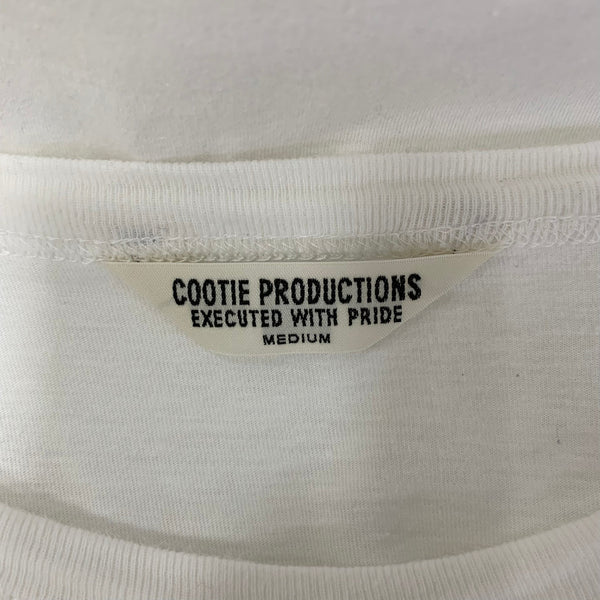 COOTIE PRODUCTIONS
EXECUTED WITH PRIDE
MEDIUM